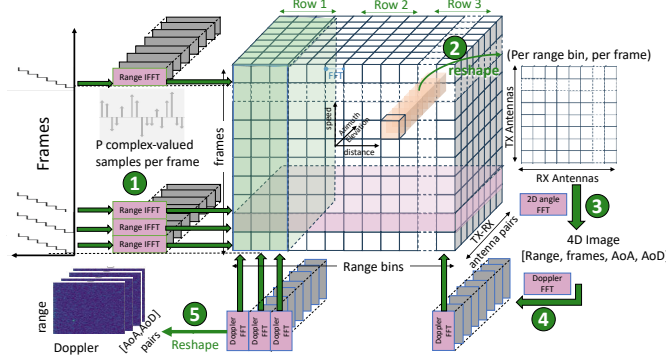 Row 1
Row 2
Row 3
Range IFFT
frames
Frames
P complex-valued
samples per frame
1
Range IFFT
Range IFFT
Range IFFT
frames
FFT
speed
Azimuth
Elevation
distance
2
reshape
(Per range bin, per frame)
TX Antennas
RX Antennas
2D angle
FFT
3
4D Image
[Range, frames, AoA, AoD]
Doppler
FFT
4
TX-RX
antenna pairs
Range bins
Doppler
FFT
Doppler
FFT
Doppler
FFT
Doppler
FFT
5
Reshape
range
Doppler
[AoA,AoD]
pairs